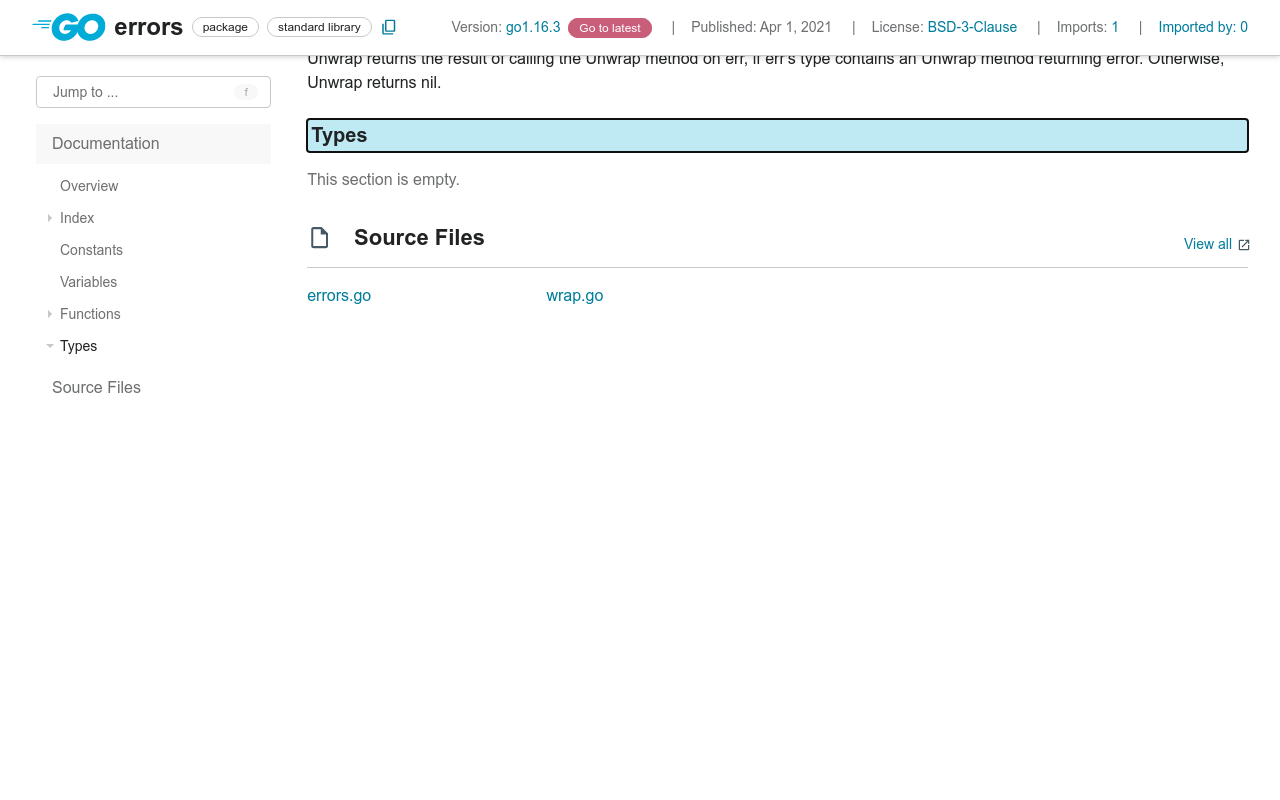 GO errors package standard library Version: go1.16.3 Go to latest | Published: Apr 1, 2021 | License: BSD-3-Clause | Imports: 1 | Imported by: 0
Unwrap returns the result of calling the Unwrap method on err, if err's type contains an Unwrap method returning error. Otherwise,
Unwrap returns nil.
Jump to ... f
Documentation
Overview
Index
Constants
Variables
Functions
Types
Source Files
Types
This section is empty.
Source Files
View all
errors.go wrap.go